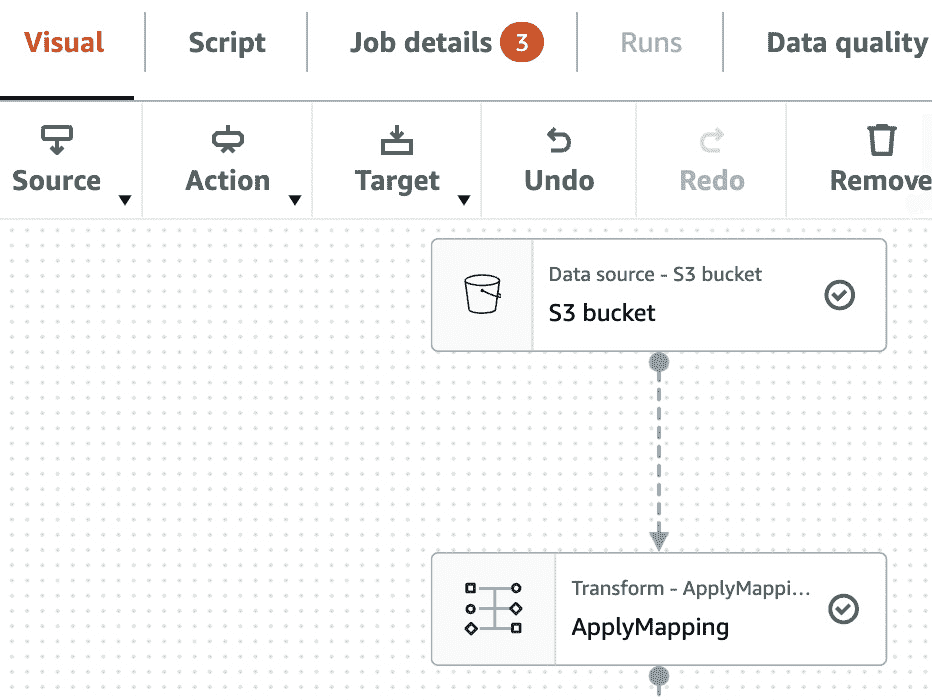 Visual Script Job details 3 Runs Data quality
Source Action Target Undo Redo Remove
Data source - S3 bucket
S3 bucket
Transform - ApplyMappi...
ApplyMapping